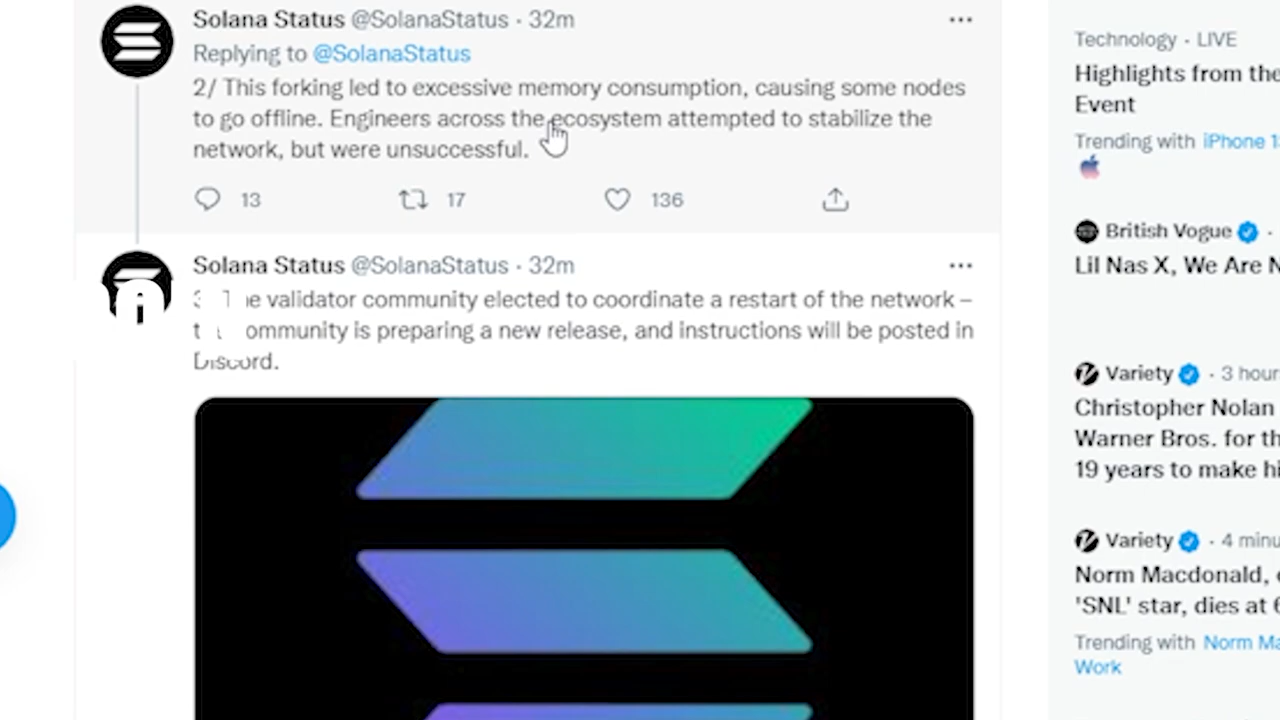 Solana Status @SolanaStatus · 32m
Replying to @SolanaStatus
2/ This forking led to excessive memory consumption, causing some nodes
to go offline. Engineers across the ecosystem attempted to stabilize the
network, but were unsuccessful.
13 17 136
Solana Status @SolanaStatus · 32m
validator community elected to coordinate a restart of the network –
community is preparing a new release, and instructions will be posted in
Discord.
Technology · LIVE
Highlights from the
Event
Trending with iPhone 1
British Vogue ·
Lil Nas X, We Are N
Variety · 3 hour
Christopher Nolan
Warner Bros. for th
19 years to make hi
Variety · 4 minu
Norm Macdonald,
'SNL' star, dies at 6
Trending with Norm Ma
Work